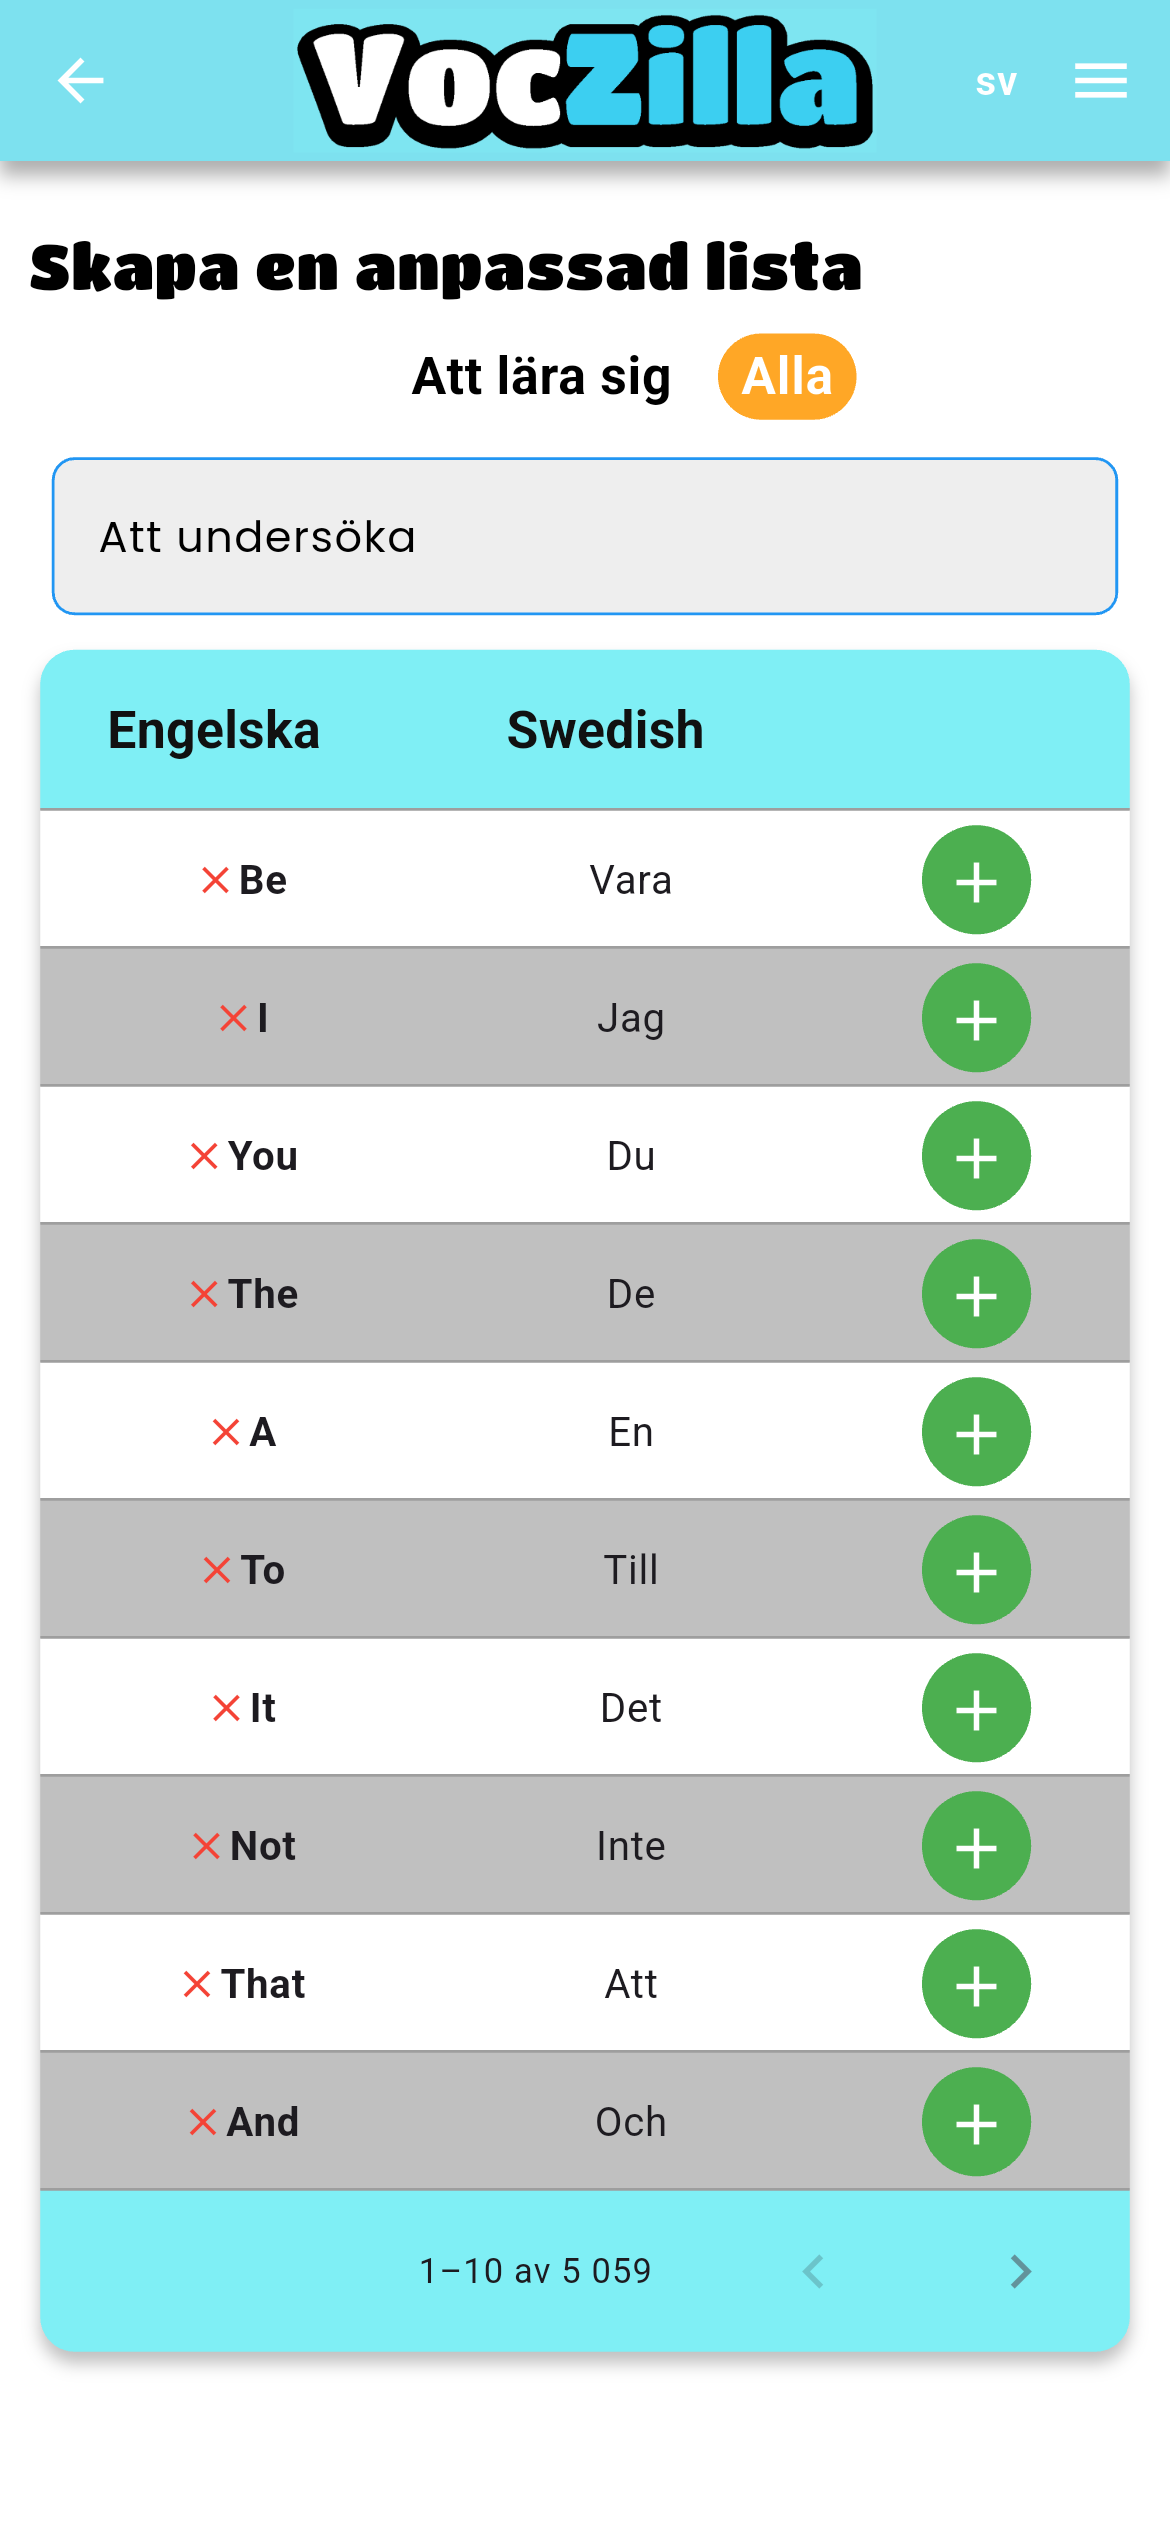 VocZilla
sv
Skapa en anpassad lista
Att lära sig Alla
Att undersöka
Engelska Swedish
Be Vara
I Jag
You Du
The De
A En
To Till
It Det
Not Inte
That Att
And Och
1–10 av 5 059